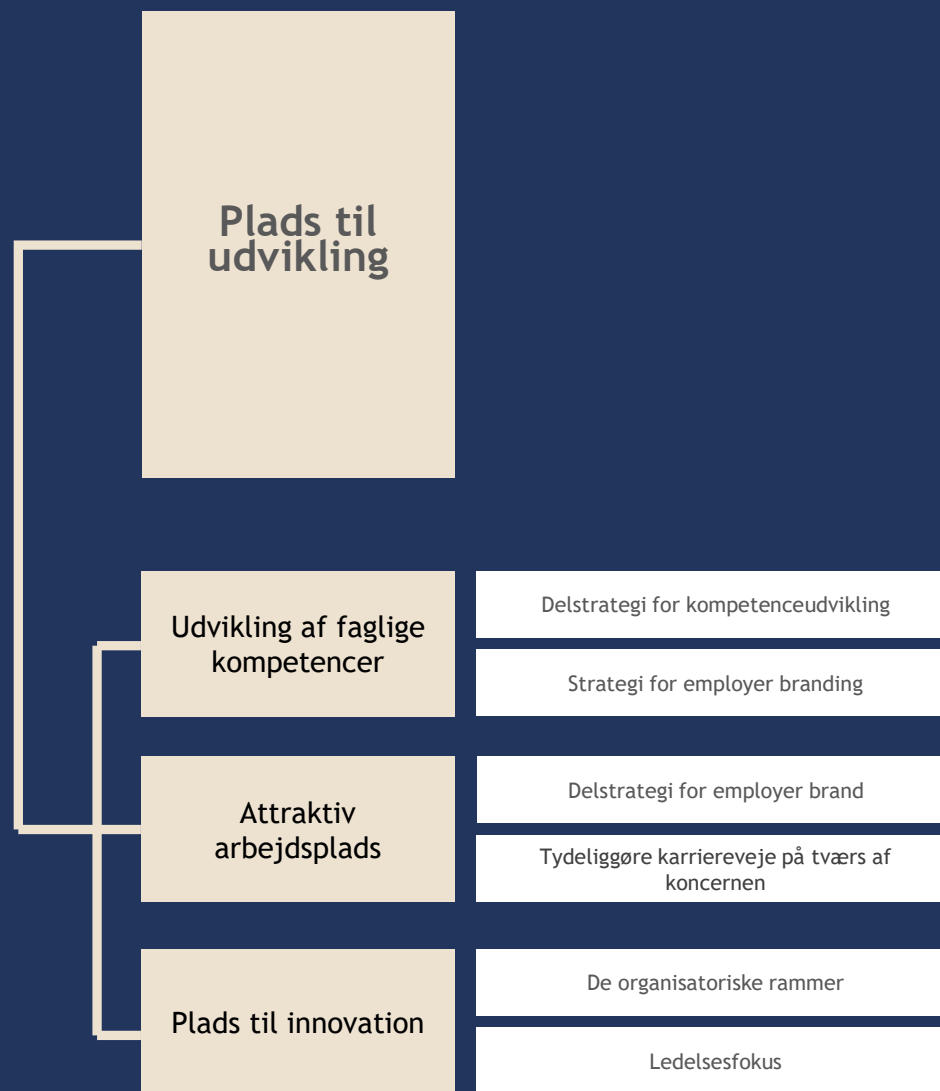 Plads til
udvikling
Udvikling af faglige
kompetencer
Delstrategi for kompetenceudvikling
Strategi for employer branding
Attraktiv
arbejdsplads
Delstrategi for employer brand
Tydeliggøre karriereveje på tværs af
koncernen
Plads til innovation
De organisatoriske rammer
Ledelsesfokus